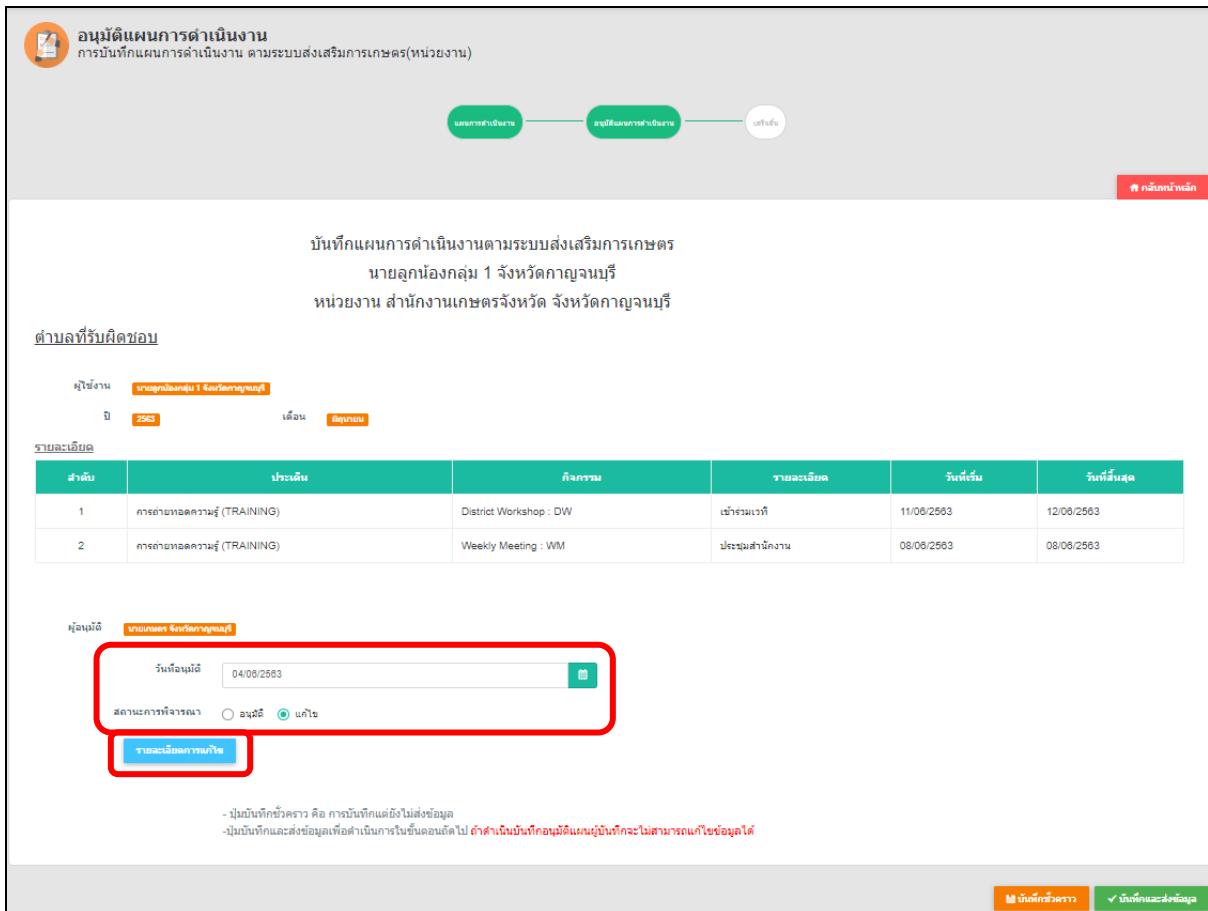 อนุมัติแผนการดำเนินงาน
การบันทึกแผนการดำเนินงาน ตามระบบส่งเสริมการเกษตร(หน่วยงาน)
แผนการดำเนินงาน อนุมัติแผนการดำเนินงาน เสร็จสิ้น
กลับหน้าหลัก
บันทึกแผนการดำเนินงานตามระบบส่งเสริมการเกษตร
นายลูกน้องกลุ่ม 1 จังหวัดกาญจนบุรี
หน่วยงาน สำนักงานเกษตรจังหวัด จังหวัดกาญจนบุรี
ตำบลที่รับผิดชอบ
ผู้ใช้งาน นายลูกน้องกลุ่ม 1 จังหวัดกาญจนบุรี
ปี 2563 เดือน มิถุนายน
รายละเอียด
ลำดับ ประเด็น กิจกรรม รายละเอียด วันที่เริ่ม วันที่สิ้นสุด
1 การถ่ายทอดความรู้ (TRAINING) District Workshop : DW เข้าร่วมเวที 11/06/2563 12/06/2563
2 การถ่ายทอดความรู้ (TRAINING) Weekly Meeting : WM ประชุมสำนักงาน 08/06/2563 08/06/2563
ผู้อนุมัติ นายเกษตร จังหวัดกาญจนบุรี
วันที่อนุมัติ 04/06/2563
สถานะการพิจารณา อนุมัติ แก้ไข
รายละเอียดการแก้ไข
- ปุ่มบันทึกชั่วคราว คือ การบันทึกแต่ยังไม่ส่งข้อมูล
-ปุ่มบันทึกและส่งข้อมูลเพื่อดำเนินการในขั้นตอนถัดไป ถ้าดำเนินบันทึกอนุมัติแผนผู้บันทึกจะไม่สามารถแก้ไขข้อมูลได้
บันทึกชั่วคราว บันทึกและส่งข้อมูล